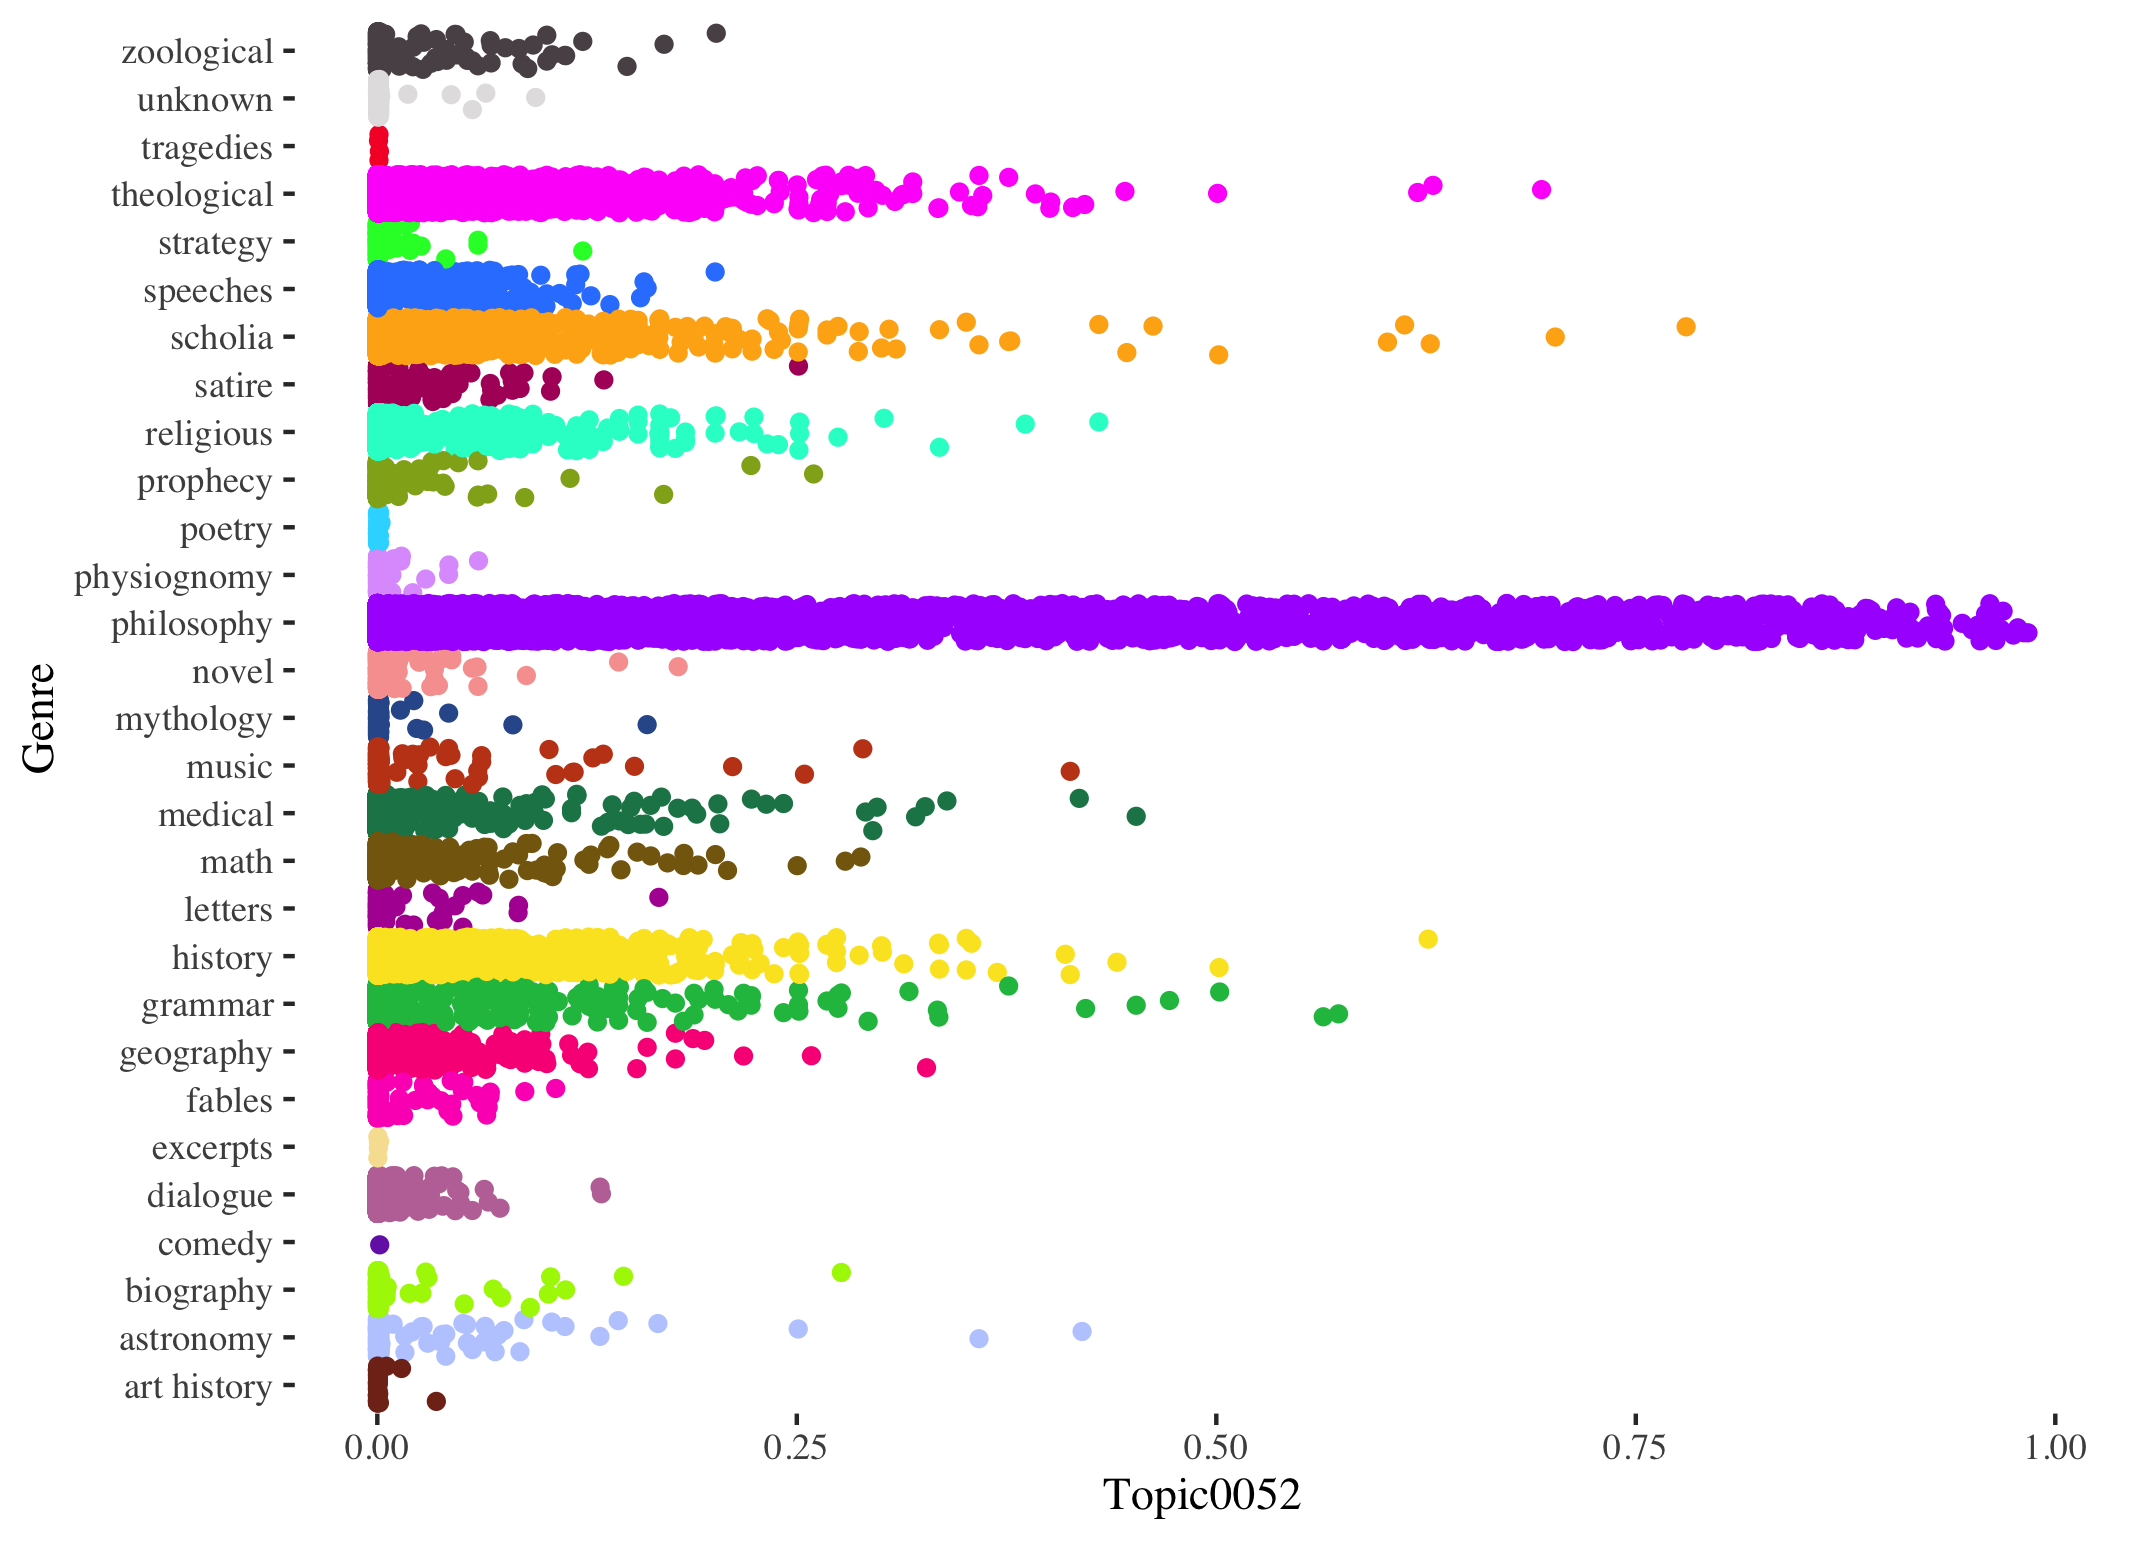 Genre
zoological
unknown
tragedies
theological
strategy
speeches
scholia
satire
religious
prophecy
poetry
physiognomy
philosophy
novel
mythology
music
medical
math
letters
history
grammar
geography
fables
excerpts
dialogue
comedy
biography
astronomy
art history
0.00 0.25 0.50 0.75 1.00
Topic0052